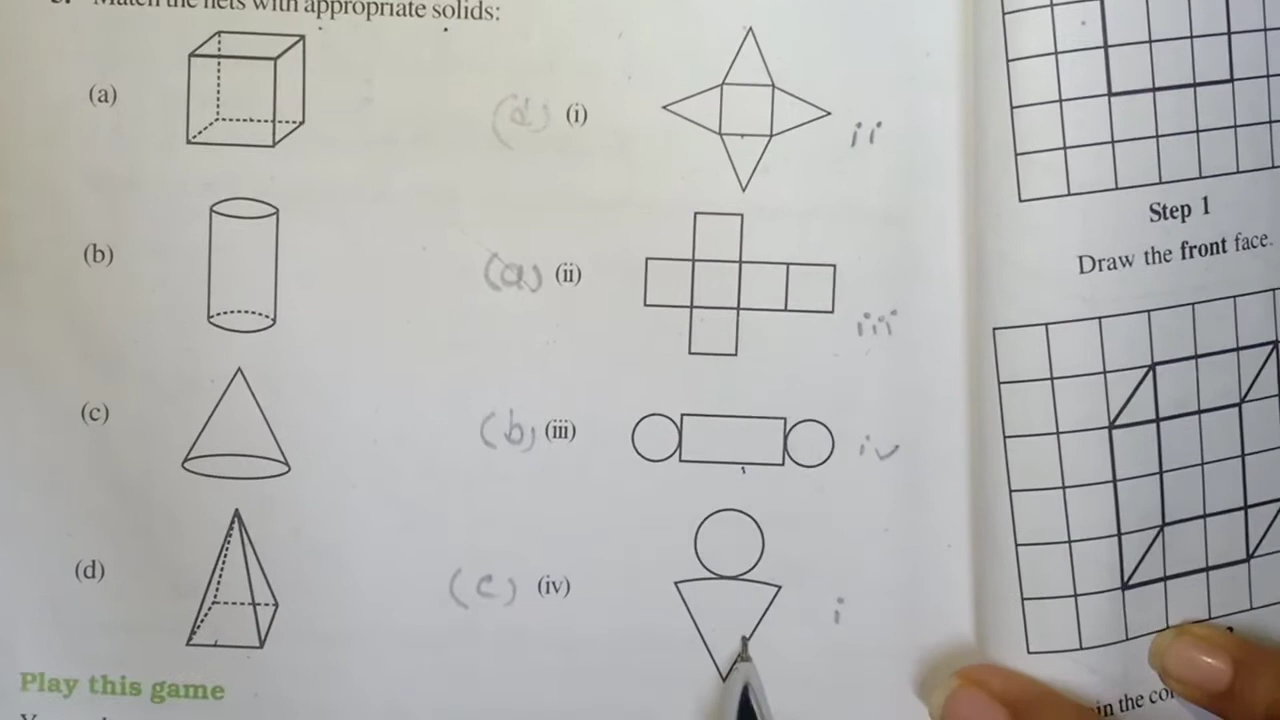 Match the nets with appropriate solids:
(a)
(d) (i)
ii
(b)
(a) (ii)
iii
(c)
(b) (iii)
iv
(d)
(c) (iv)
i
Play this game
Step 1
Draw the front face.
in the